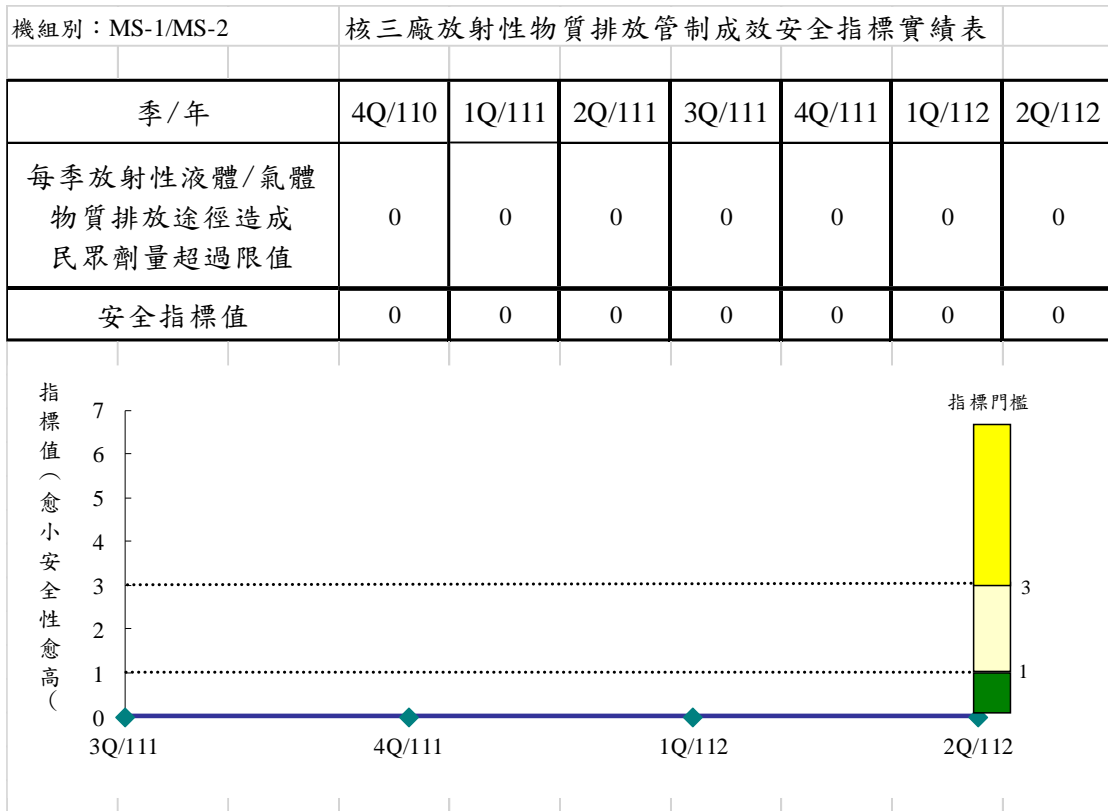 機組別：MS-1/MS-2 核三廠放射性物質排放管制成效安全指標實績表
季/年 4Q/110 1Q/111 2Q/111 3Q/111 4Q/111 1Q/112 2Q/112
每季放射性液體/氣體
物質排放途徑造成
民眾劑量超過限值
0 0 0 0 0 0 0
安全指標值 0 0 0 0 0 0 0
指標值（愈小安全性愈高（
指標門檻
7
6
5
4
3
2
1
0
3
1
3Q/111 4Q/111 1Q/112 2Q/112